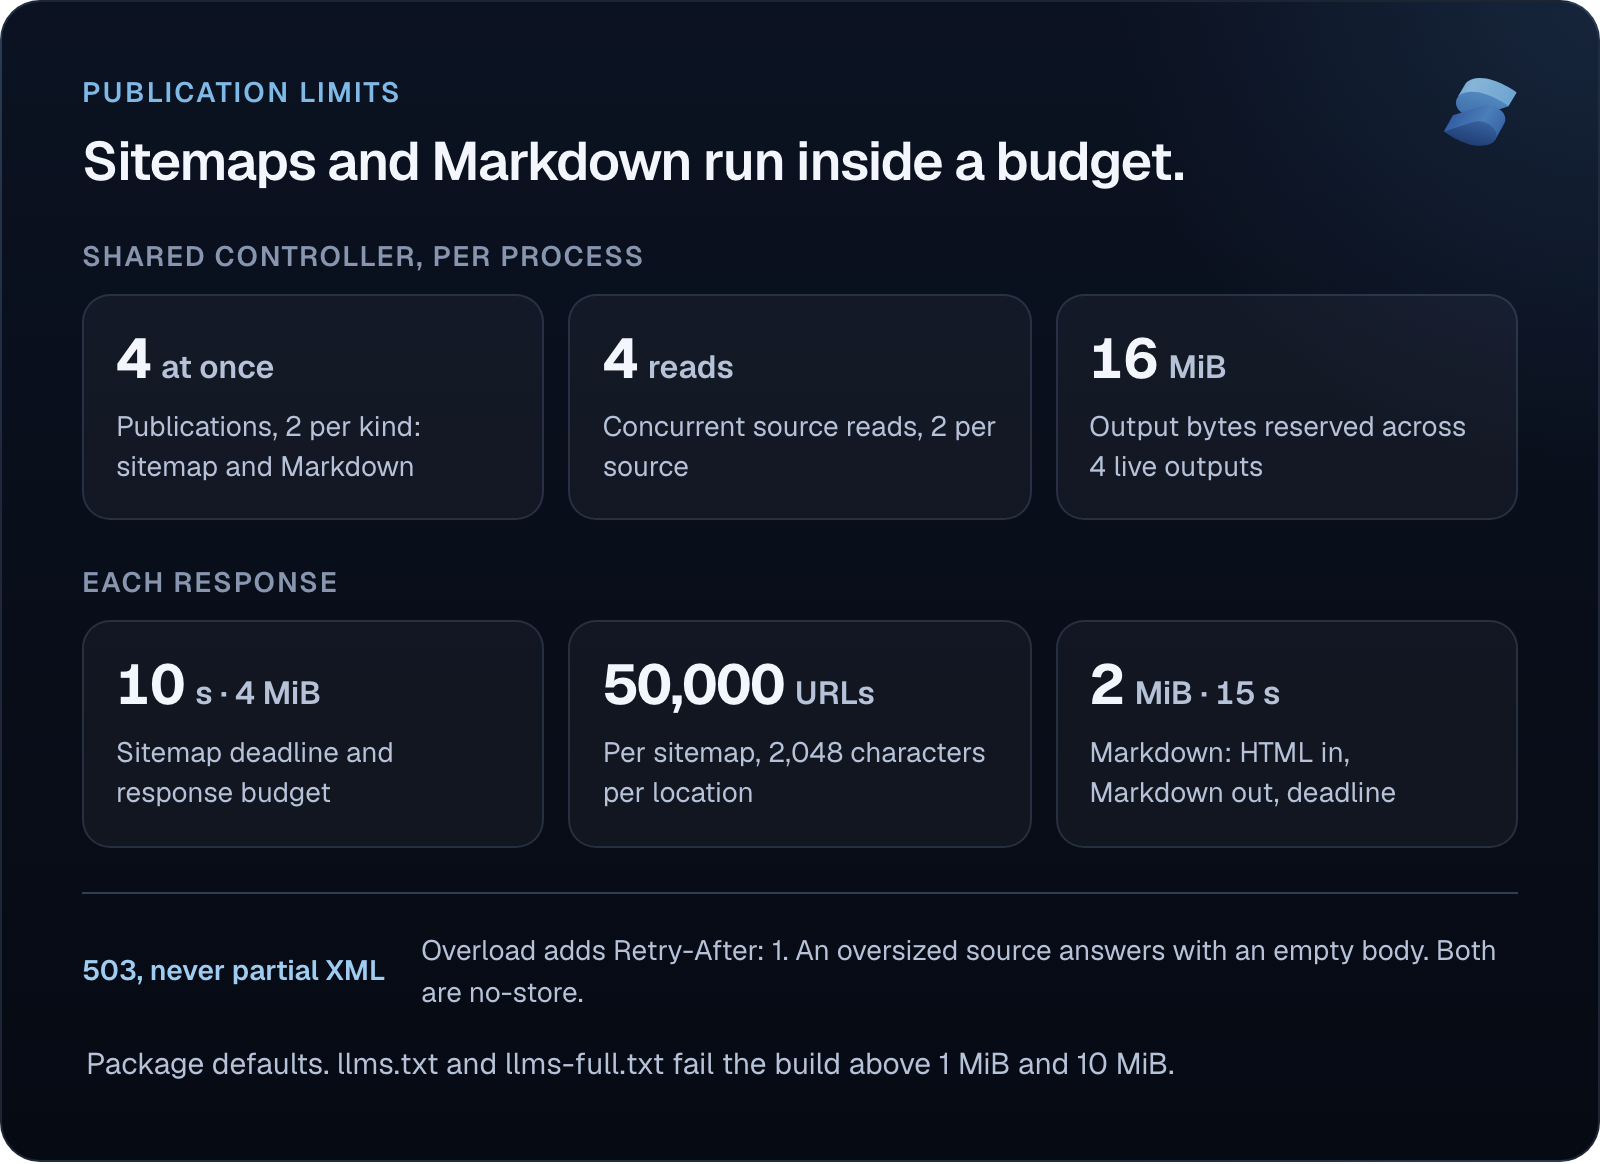 PUBLICATION LIMITS
Sitemaps and Markdown run inside a budget.
SHARED CONTROLLER, PER PROCESS
4 at once
Publications, 2 per kind:
sitemap and Markdown
4 reads
Concurrent source reads, 2 per
source
16 MiB
Output bytes reserved across
4 live outputs
EACH RESPONSE
10 s · 4 MiB
Sitemap deadline and
response budget
50,000 URLs
Per sitemap, 2,048 characters
per location
2 MiB · 15 s
Markdown: HTML in,
Markdown out, deadline
503, never partial XML
Overload adds Retry-After: 1. An oversized source answers with an empty body. Both
are no-store.
Package defaults. llms.txt and llms-full.txt fail the build above 1 MiB and 10 MiB.